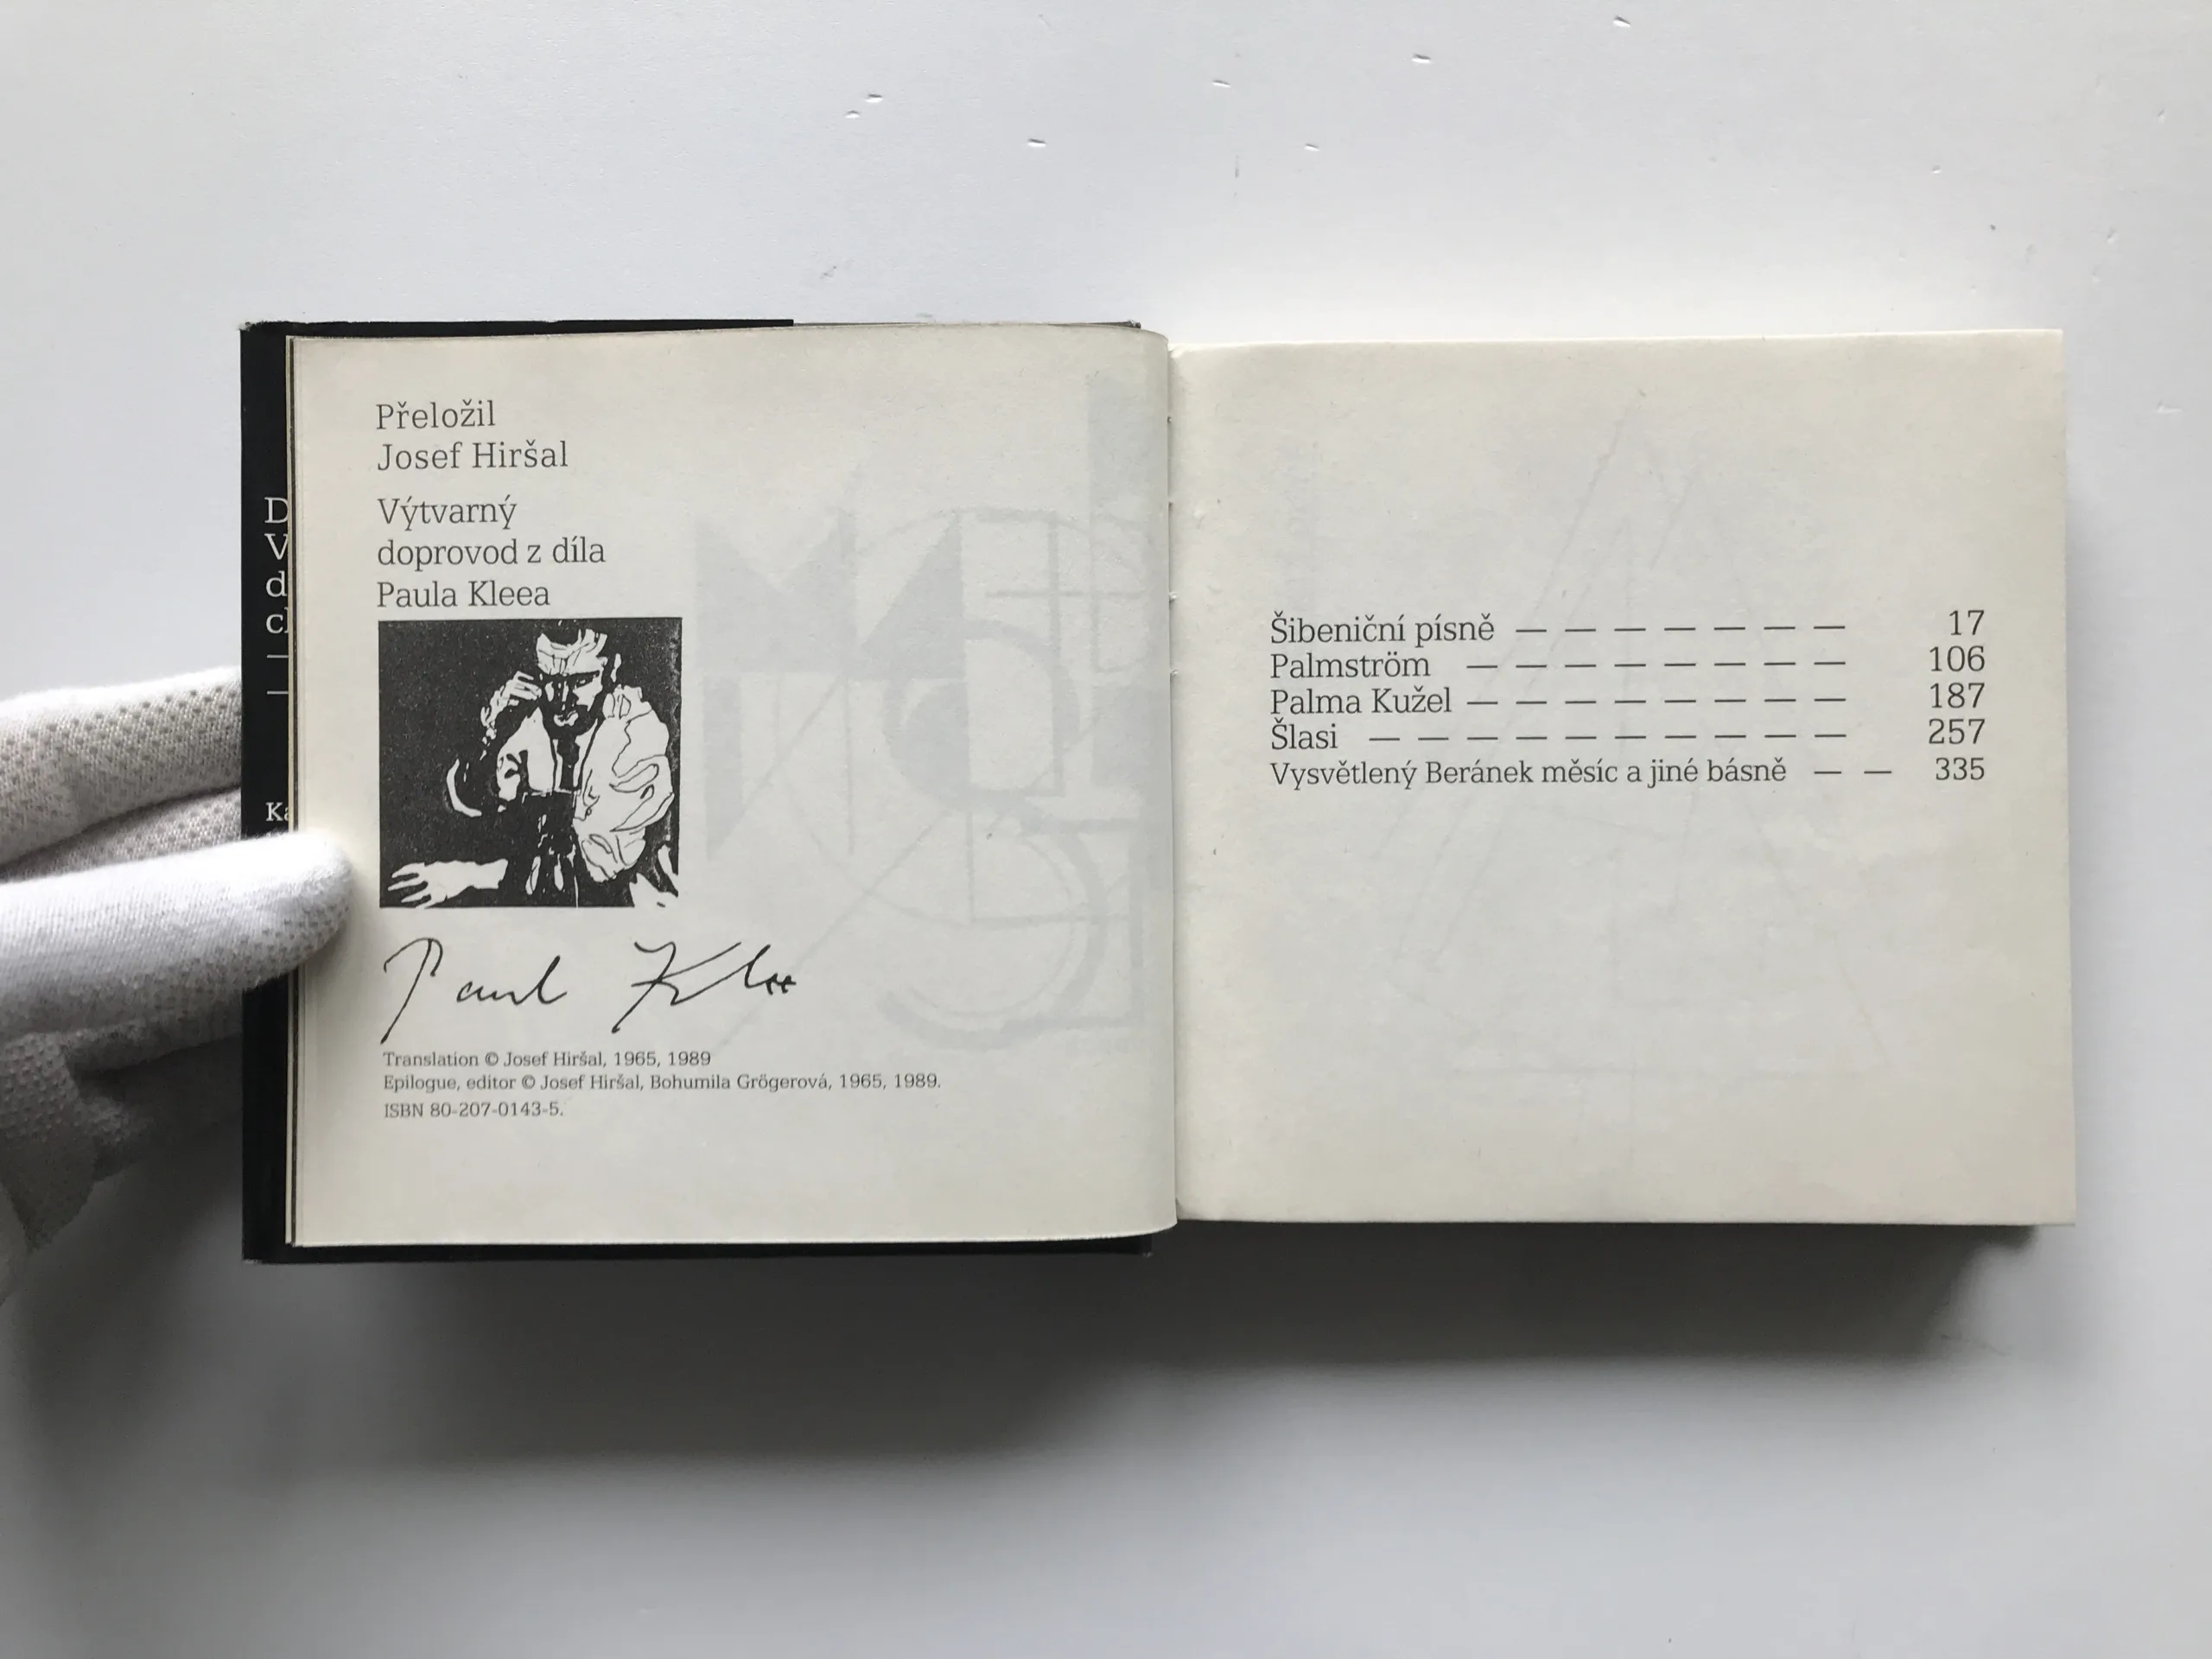 Přeložil
Josef Hiršal
Výtvarný
doprovod z díla
Paula Kleea
Paul Klee
Translation © Josef Hiršal, 1965, 1989
Epilogue, editor © Josef Hiršal, Bohumila Grögerová, 1965, 1989.
ISBN 80-207-0143-5.
Šibeniční písně — — — — — — — 17
Palmström — — — — — — — — 106
Palma Kužel — — — — — — — — 187
Šlasi — — — — — — — — — — 257
Vysvětlený Beránek měsíc a jiné básně — — 335